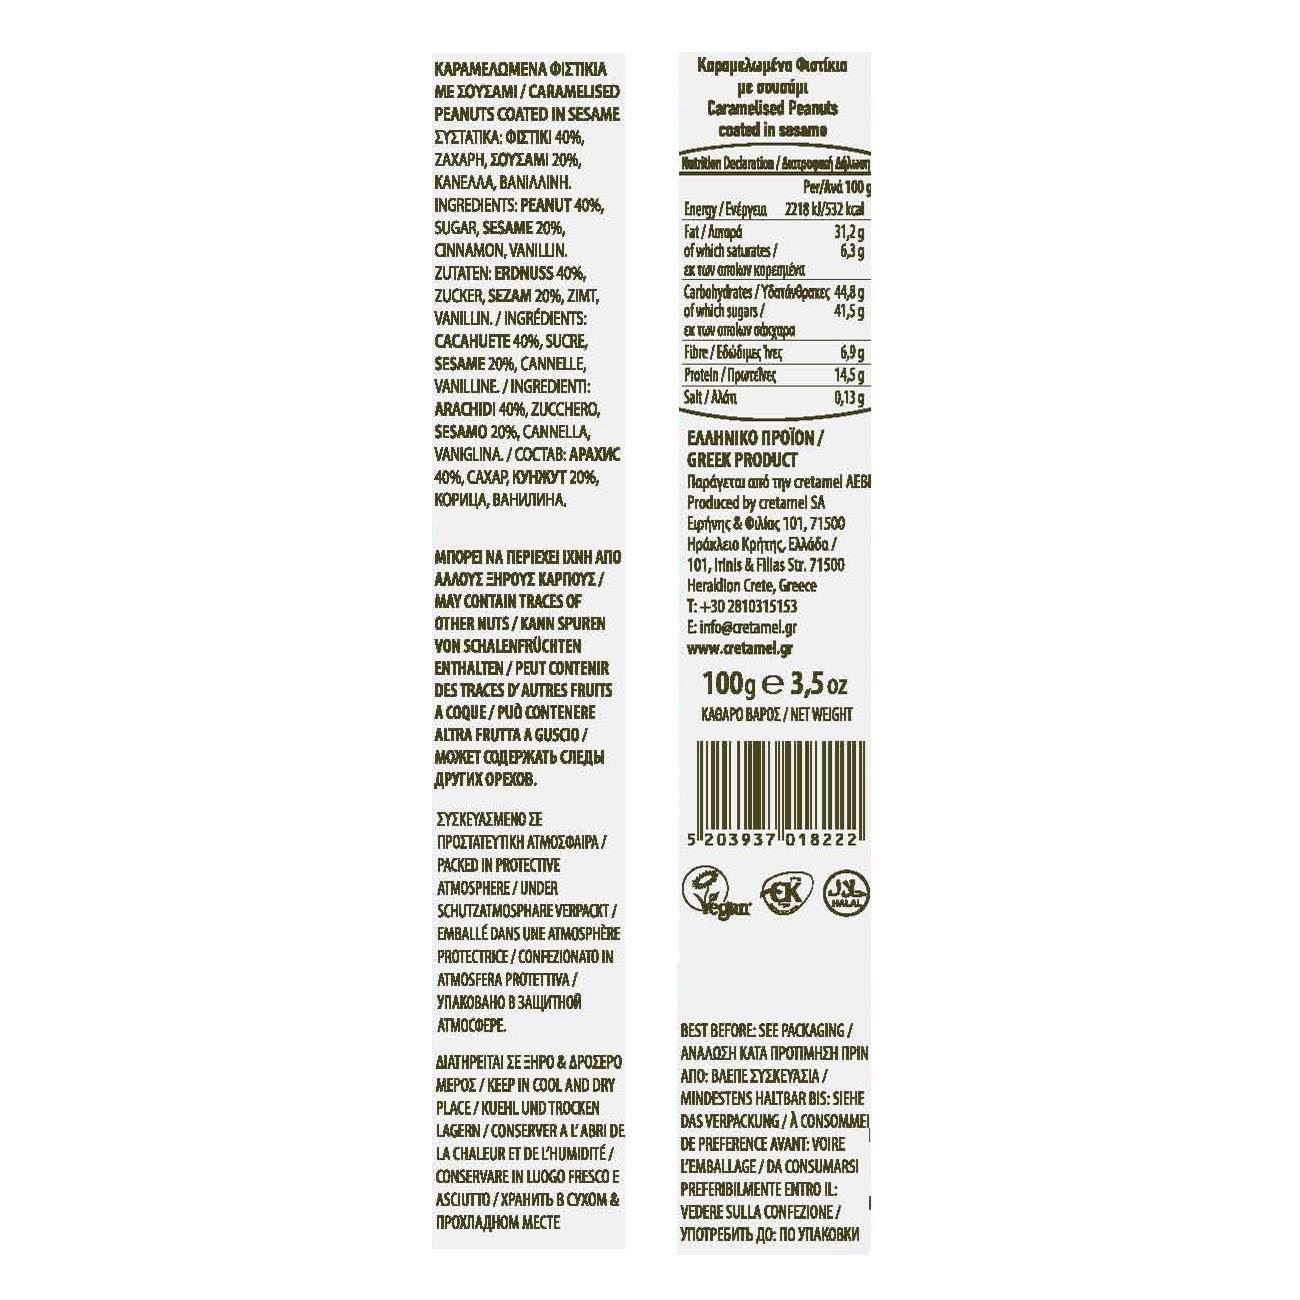 ΚΑΡΑΜΕΛΩΜΕΝΑ ΦΙΣΤΙΚΙΑ
ΜΕ ΣΟΥΣΑΜΙ / CARAMELISED
PEANUTS COATED IN SESAME
ΣΥΣΤΑΤΙΚΑ: ΦΙΣΤΙΚΙ 40%,
ΖΑΧΑΡΗ, ΣΟΥΣΑΜΙ 20%,
ΚΑΝΕΛΛΑ, ΒΑΝΙΛΛΙΝΗ.
INGREDIENTS: PEANUT 40%,
SUGAR, SESAME 20%,
CINNAMON, VANILLIN.
ZUTATEN: ERDNUSS 40%,
ZUCKER, SEZAM 20%, ZIMT,
VANILLIN. / INGRÉDIENTS:
CACAHUETE 40%, SUCRE,
SESAME 20%, CANNELLE,
VANILLINE. / INGREDIENTI:
ARACHIDI 40%, ZUCCHERO,
SESAMO 20%, CANNELLA,
VANIGLINA. / СОСТАВ: АРАХИС
40%, САХАР, КУНЖУТ 20%,
КОРИЦА, ВАНИЛИНА.
ΜΠΟΡΕΙ ΝΑ ΠΕΡΙΕΧΕΙ ΙΧΝΗ ΑΠΟ
ΑΛΛΟΥΣ ΞΗΡΟΥΣ ΚΑΡΠΟΥΣ /
MAY CONTAIN TRACES OF
OTHER NUTS / KANN SPUREN
VON SCHALENFRÜCHTEN
ENTHALTEN / PEUT CONTENIR
DES TRACES D' AUTRES FRUITS
A COQUE / PUÒ CONTENERE
ALTRA FRUTTA A GUSCIO /
МОЖЕТ СОДЕРЖАТЬ СЛЕДЫ
ДРУГИХ ОРЕХОВ.
ΣΥΣΚΕΥΑΣΜΕΝΟ ΣΕ
ΠΡΟΣΤΑΤΕΥΤΙΚΗ ΑΤΜΟΣΦΑΙΡΑ /
PACKED IN PROTECTIVE
ATMOSPHERE / UNDER
SCHUTZATMOSPHARE VERPACKT /
EMBALLÉ DANS UNE ATMOSPHÈRE
PROTECTRICE / CONFEZIONATO IN
ATMOSFERA PROTETTIVA /
УПАКОВАНО В ЗАЩИТНОЙ
АТМОСФЕРЕ.
ΔΙΑΤΗΡΕΙΤΑΙ ΣΕ ΞΗΡΟ & ΔΡΟΣΕΡΟ
ΜΕΡΟΣ / KEEP IN COOL AND DRY
PLACE / KUEHL UND TROCKEN
LAGERN / CONSERVER A L' ABRI DE
LA CHALEUR ET DE L'HUMIDITÉ /
CONSERVARE IN LUOGO FRESCO E
ASCIUTTO / ХРАНИТЬ В СУХОМ &
ПРОХЛАДНОМ МЕСТЕ
Καραμελωμένα Φιστίκια
με σουσάμι
Caramelised Peanuts
coated in sesame
Nutrition Declaration / Διατροφική Δήλωση
Per/Ανά 100 g
Energy / Ενέργεια 2218 kJ/532 kcal
Fat / Λιπαρά 31,2 g
of which saturates / 6,3 g
εκ των οποίων κορεσμένα
Carbohydrates / Υδατάνθρακες 44,8 g
of which sugars / 41,5 g
εκ των οποίων σάκχαρα
Fibre / Εδώδιμες Ίνες 6,9 g
Protein / Πρωτεΐνες 14,5 g
Salt / Αλάτι 0,13 g
ΕΛΛΗΝΙΚΟ ΠΡΟΪΟΝ /
GREEK PRODUCT
Παράγεται από την cretamel ΑΕΒΕ
Produced by cretamel SA
Ειρήνης & Φιλίας 101, 71500
Ηράκλειο Κρήτης, Ελλάδα /
101, Irinis & Filias Str. 71500
Heraklion Crete, Greece
T: +30 2810315153
E: info@cretamel.gr
www.cretamel.gr
100g e 3,5 oz
ΚΑΘΑΡΟ ΒΑΡΟΣ / NET WEIGHT
5 203937 018222
Vegan ЄК HALAL
BEST BEFORE: SEE PACKAGING /
ΑΝΑΛΩΣΗ ΚΑΤΑ ΠΡΟΤΙΜΗΣΗ ΠΡΙΝ
ΑΠΟ: ΒΛΕΠΕ ΣΥΣΚΕΥΑΣΙΑ /
MINDESTENS HALTBAR BIS: SIEHE
DAS VERPACKUNG / À CONSOMMER
DE PREFERENCE AVANT: VOIRE
L'EMBALLAGE / DA CONSUMARSI
PREFERIBILMENTE ENTRO IL:
VEDERE SULLA CONFEZIONE /
УПОТРЕБИТЬ ДО: ПО УПАКОВКИ